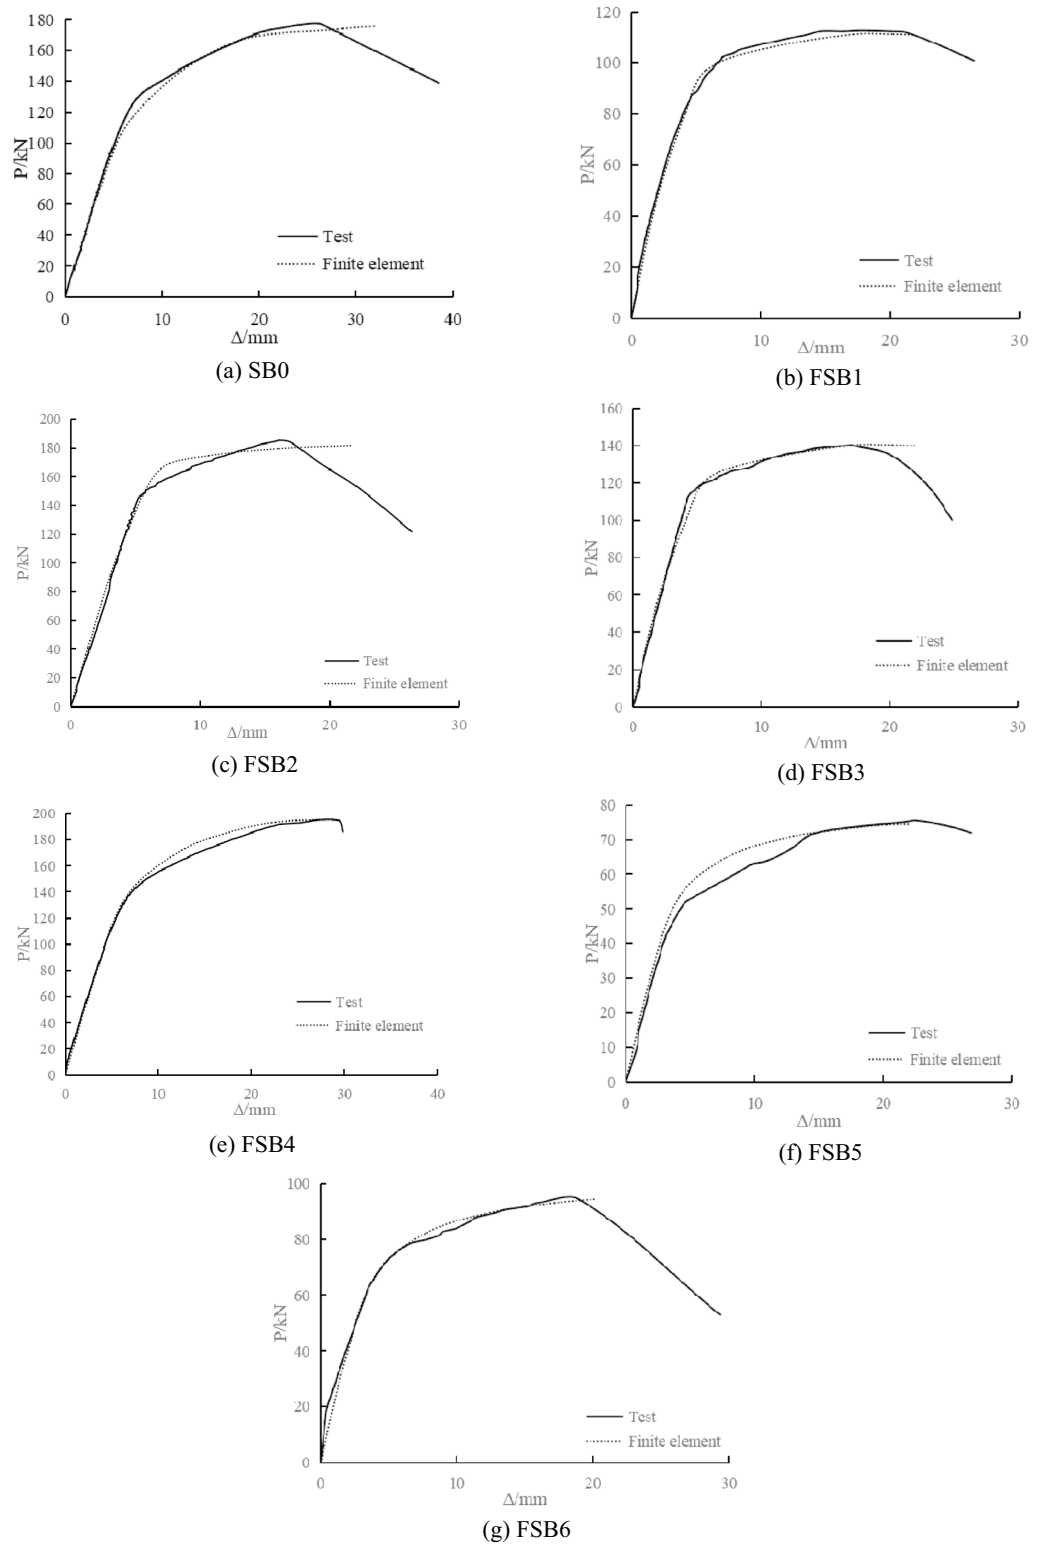 180
160
140
120
100
80
60
40
20
0
P/kN
0 10 20 30 40
Δ/mm
Test
Finite element
(a) SB0
120
100
80
60
40
20
0
P/kN
0 10 20 30
Δ/mm
Test
Finite element
(b) FSB1
200
180
160
140
120
100
80
60
40
20
0
P/kN
0 10 20 30
Δ/mm
Test
Finite element
(c) FSB2
160
140
120
100
80
60
40
20
0
P/kN
0 10 20 30
Δ/mm
Test
Finite element
(d) FSB3
200
180
160
140
120
100
80
60
40
20
0
P/kN
0 10 20 30 40
Δ/mm
Test
Finite element
(e) FSB4
80
70
60
50
40
30
20
10
0
P/kN
0 10 20 30
Δ/mm
Test
Finite element
(f) FSB5
100
80
60
40
20
0
P/kN
0 10 20 30
Δ/mm
Test
Finite element
(g) FSB6